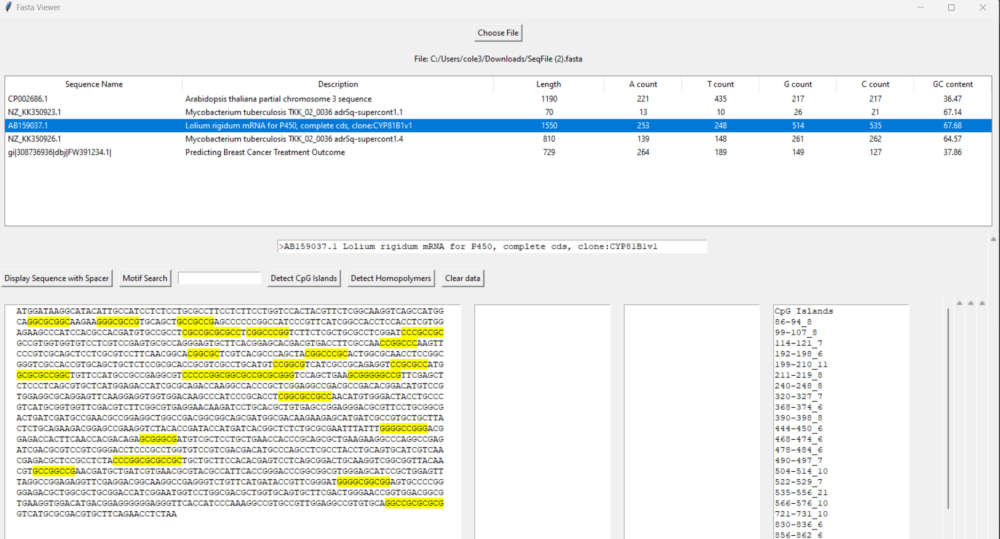 Fasta Viewer
Choose File
File: C:/Users/cole3/Downloads/SeqFile (2).fasta
Sequence Name Description Length A count T count G count C count GC content
CP002686.1 Arabidopsis thaliana partial chromosome 3 sequence 1190 221 435 217 217 36.47
NZ_KK350923.1 Mycobacterium tuberculosis TKK_02_0036 adrSq-supercont1.1 70 13 10 26 21 67.14
AB159037.1 Lolium rigidum mRNA for P450, complete cds, clone:CYP81B1v1 1550 253 248 514 535 67.68
NZ_KK350926.1 Mycobacterium tuberculosis TKK_02_0036 adrSq-supercont1.4 810 139 148 261 262 64.57
gi|308736936|dbj|FW391234.1| Predicting Breast Cancer Treatment Outcome 729 264 189 149 127 37.86
>AB159037.1 Lolium rigidum mRNA for P450, complete cds, clone:CYP81B1v1
Display Sequence with Spacer Motif Search Detect CpG Islands Detect Homopolymers Clear data
ATGGATAAGGCATACATTGCCATCCTCTCCTGCGCCTTCCTCTTCCTGGTCCACTACGTTCTCGGCAAGGTCAGCCATGG
CAGGCGCGGCAAGAAGGGCGCCGTGCAGCTGCCGCCGAGCCCCCCGGCCATCCCGTTCATCGGCCACCTCCACCTCGTGG
AGAAGCCCATCCACGCCACGATGTGCCGCCTCGCCGCGCGCCTCGGCCCGGTCTTCTCGCTGCGCCTCGGATCCCGCCGC
GCCGTGGTGGTGTCCTCGTCCGAGTGCGCCAGGGAGTGCTTCACGGAGCACGACGTGACCTTCGCCAACCGGCCCAAGTT
CCCGTCGCAGCTCCTCGCGTCCTTCAACGGCACGGCGCTCGTCACGCCCAGCTACGGCCCGCACTGGCGCAACCTCCGGC
GGGTCGCCACCGTGCAGCTGCTCTCCGCGCACCGCGTCGCCTGCATGTCCGGCGTCATCGCCGCAGAGGTCCGCGCCATG
GCGCGCCGGCTGTTCCATGCCGCCGAGGCGTCCCCCGGCGGCGCCGCGCGGGTCCAGCTGAAGCGGGGGCCGTTCGAGCT
CTCCCTCAGCGTGCTCATGGAGACCATCGCGCAGACCAAGGCCACCCGCTCGGAGGCCGACGCCGACACGGACATGTCCG
TGGAGGCGCAGGAGTTCAAGGAGGTGGTGGACAAGCCCATCCCGCACCTCGGCGCCGCCAACATGTGGGACTACCTGCCC
GTCATGCGGTGGTTCGACGTCTTCGGCGTGAGGAACAAGATCCTGCACGCTGTGAGCCGGAGGGACGCGTTCCTGCGGCG
ACTGATCGATGCCGAACGCCGGAGGCTGGCCGACGGCGGCAGCGATGGCGACAAGAAGAGCATGATCGCCGTGCTGCTTA
CTCTGCAGAAGACGGAGCCGAAGGTCTACACCGATACCATGATCACGGCTCTCTGCGCGAATTTATTTGGGGCCGGGACG
GAGACCACTTCAACCACGACAGAGCGGGCGATGTCGCTCCTGCTGAACCACCCGCAGCGCTGAAGAAGGCCCAGGCCGAG
ATCGACGCGTCCGTCGGGACCTCCCGCCTGGTGTCCGTCGACGACATGCCCAGCCTCGCCTACCTGCAGTGCATCGTCAA
CGAGACGCTCCGCCTCTACCCGGCGCGCCGCTGCTGCTTCCACACGAGTCCTCAGCGGACTGCAAGGTCGGCGGTTACAA
CGTGCCGGCCGAACGATGCTGATCGTGAACGCGTACGCCATTCACCGGGACCCGGCGGCGTGGGAGCATCCGCTGGAGTT
TAGGCCGGAGAGGTTCGAGGACGGCAAGGCCGAGGGTCTGTTCATGATACCGTTCGGGATGGGGCGGCGGAGTGCCCCGG
GGAGACGCTGGCGCTGCGGACCATCGGAATGGTCCTGGCGACGCTGGTGCAGTGCTTCGACTGGGAACCGGTGGACGGCG
TGAAGGTGGACATGACGGAGGGGGGAGGGTTCACCATCCCAAAGGCCGTGCCGTTGGAGGCCGTGTGCAGGCCGCGCGCG
GTCATGCGCGACGTGCTTCAGAACCTCTAA
CpG Islands
86-94_8
99-107_8
114-121_7
192-198_6
199-210_11
211-219_8
240-248_8
320-327_7
368-374_6
390-398_8
444-450_6
468-474_6
478-484_6
490-497_7
504-514_10
522-529_7
535-556_21
566-576_10
721-731_10
830-836_6
856-862_6